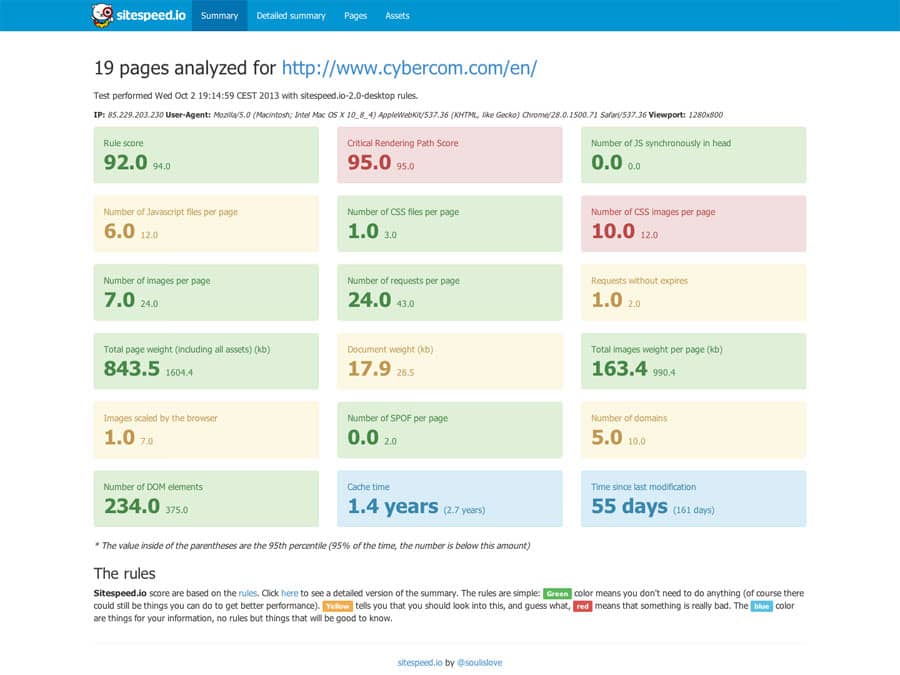 sitespeed.io Summary Detailed summary Pages Assets
19 pages analyzed for http://www.cybercom.com/en/
Test performed Wed Oct 2 19:14:59 CEST 2013 with sitespeed.io-2.0-desktop rules.
IP: 85.229.203.230 User-Agent: Mozilla/5.0 (Macintosh; Intel Mac OS X 10_8_4) AppleWebKit/537.36 (KHTML, like Gecko) Chrome/28.0.1500.71 Safari/537.36 Viewport: 1280x800
Rule score
92.0 94.0
Critical Rendering Path Score
95.0 95.0
Number of JS synchronously in head
0.0 0.0
Number of Javascript files per page
6.0 12.0
Number of CSS files per page
1.0 3.0
Number of CSS images per page
10.0 12.0
Number of images per page
7.0 24.0
Number of requests per page
24.0 43.0
Requests without expires
1.0 2.0
Total page weight (including all assets) (kb)
843.5 1604.4
Document weight (kb)
17.9 28.5
Total images weight per page (kb)
163.4 990.4
Images scaled by the browser
1.0 7.0
Number of SPOF per page
0.0 2.0
Number of domains
5.0 10.0
Number of DOM elements
234.0 375.0
Cache time
1.4 years (2.7 years)
Time since last modification
55 days (161 days)
* The value inside of the parentheses are the 95th percentile (95% of the time, the number is below this amount)
The rules
Sitespeed.io score are based on the rules. Click here to see a detailed version of the summary. The rules are simple: Green color means you don't need to do anything (of course there
could still be things you can do to get better performance). Yellow tells you that you should look into this, and guess what, red means that something is really bad. The blue color
are things for your information, no rules but things that will be good to know.
sitespeed.io by @soulislove